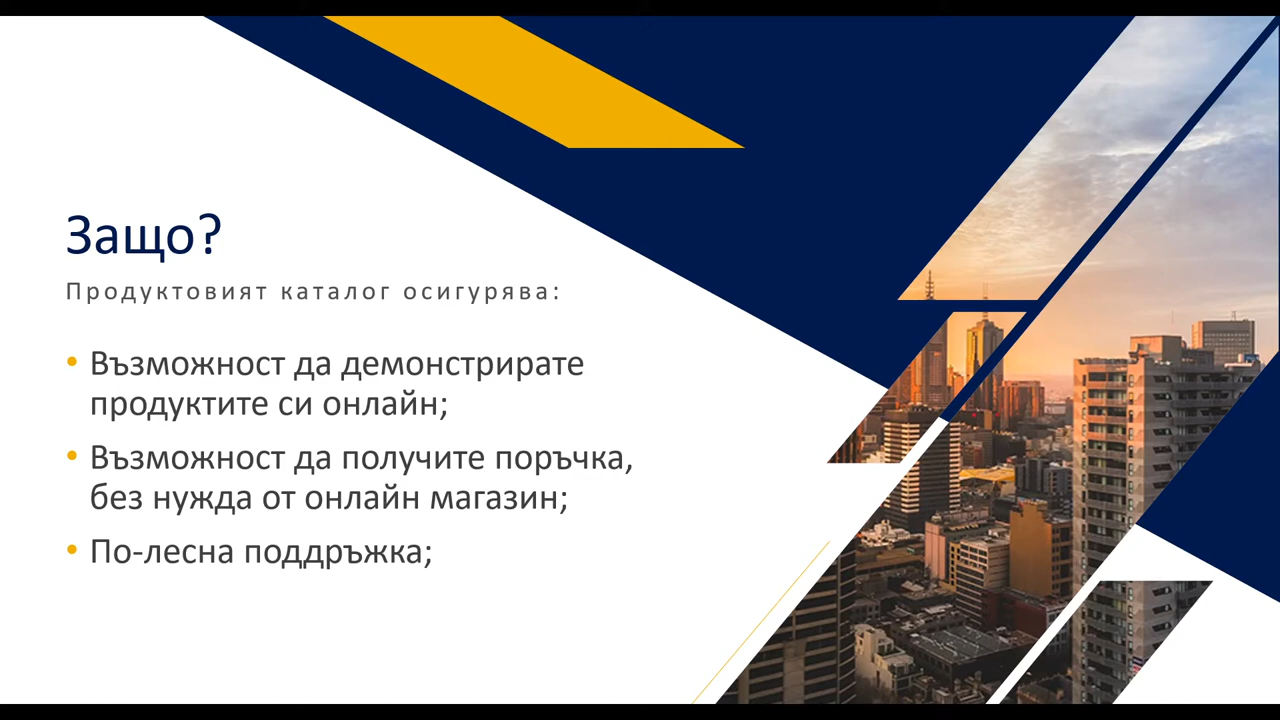 Защо?
Продуктовият каталог осигурява:
• Възможност да демонстрирате
продуктите си онлайн;
• Възможност да получите поръчка,
без нужда от онлайн магазин;
• По-лесна поддръжка;